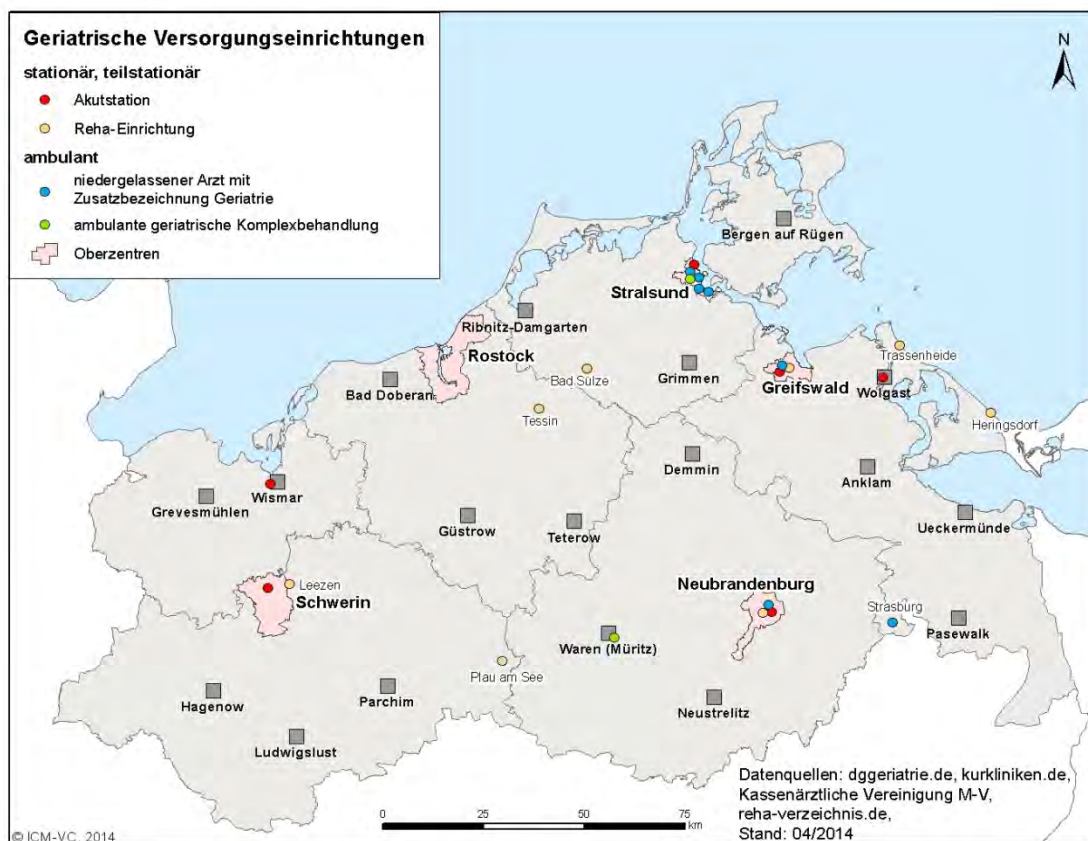 Geriatrische Versorgungseinrichtungen
stationär, teilstationär
Akutstation
Reha-Einrichtung
ambulant
niedergelassener Arzt mit
Zusatzbezeichnung Geriatrie
ambulante geriatrische Komplexbehandlung
Oberzentren
N
Bergen auf Rügen
Stralsund
Ribnitz-Damgarten
Rostock
Trassenheide
Bad Sülze
Grimmen
Greifswald
Wolgast
Bad Doberan
Tessin
Heringsdorf
Demmin
Anklam
Wismar
Grevesmühlen
Güstrow
Teterow
Ueckermünde
Leezen
Schwerin
Neubrandenburg
Strasburg
Pasewalk
Waren (Müritz)
Plau am See
Hagenow
Parchim
Neustrelitz
Ludwigslust
Datenquellen: dggeriatrie.de, kurkliniken.de,
Kassenärztliche Vereinigung M-V,
reha-verzeichnis.de,
Stand: 04/2014
0 25 50 75
km
© ICM-VC, 2014